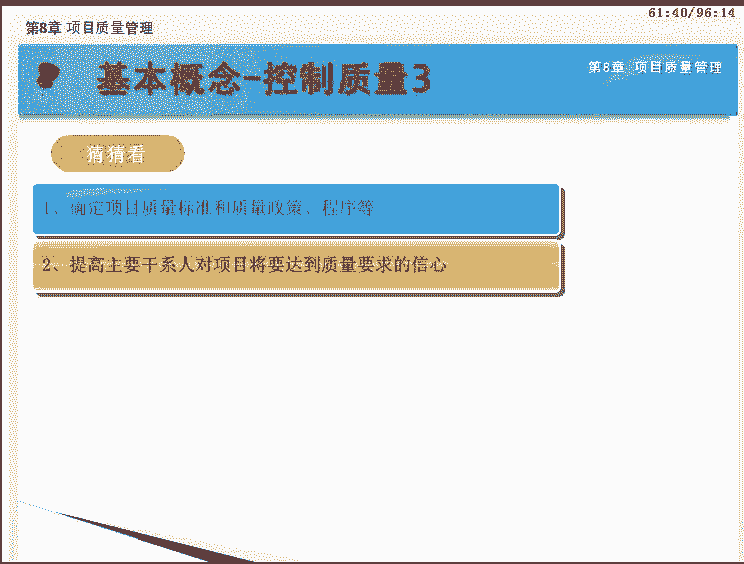 61:40/96:14
第8章 项目质量管理
基本概念-控制质量3
第8章 项目质量管理
猜猜看
1、确定项目质量标准和质量政策、程序等
2、提高主要干系人对项目将要达到质量要求的信心